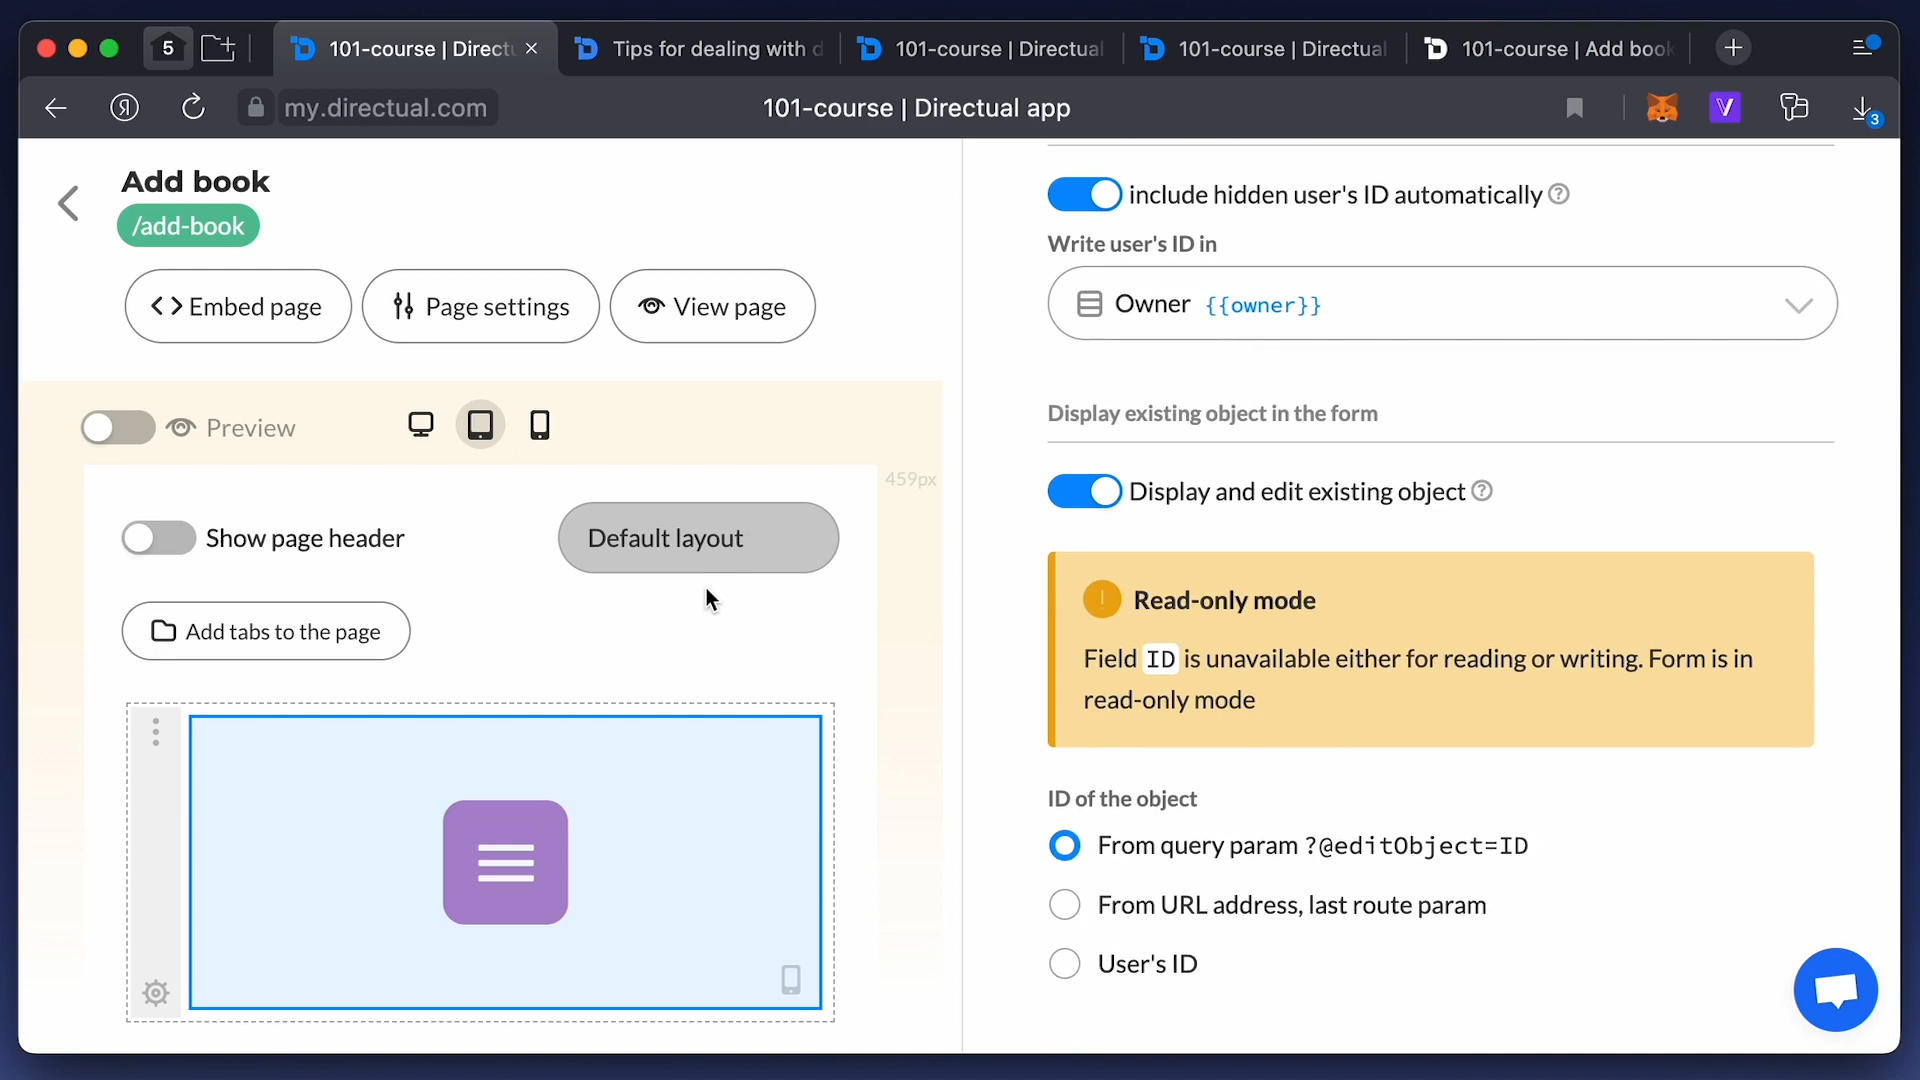 5
101-course | Direct
Tips for dealing with d
101-course | Directual
101-course | Directual
101-course | Add book
my.directual.com
101-course | Directual app
3
Add book
/add-book
Embed page
Page settings
View page
Preview
459px
Show page header
Default layout
Add tabs to the page
include hidden user's ID automatically
Write user's ID in
Owner {{owner}}
Display existing object in the form
Display and edit existing object
Read-only mode
Field ID is unavailable either for reading or writing. Form is in
read-only mode
ID of the object
From query param ?@editObject=ID
From URL address, last route param
User's ID